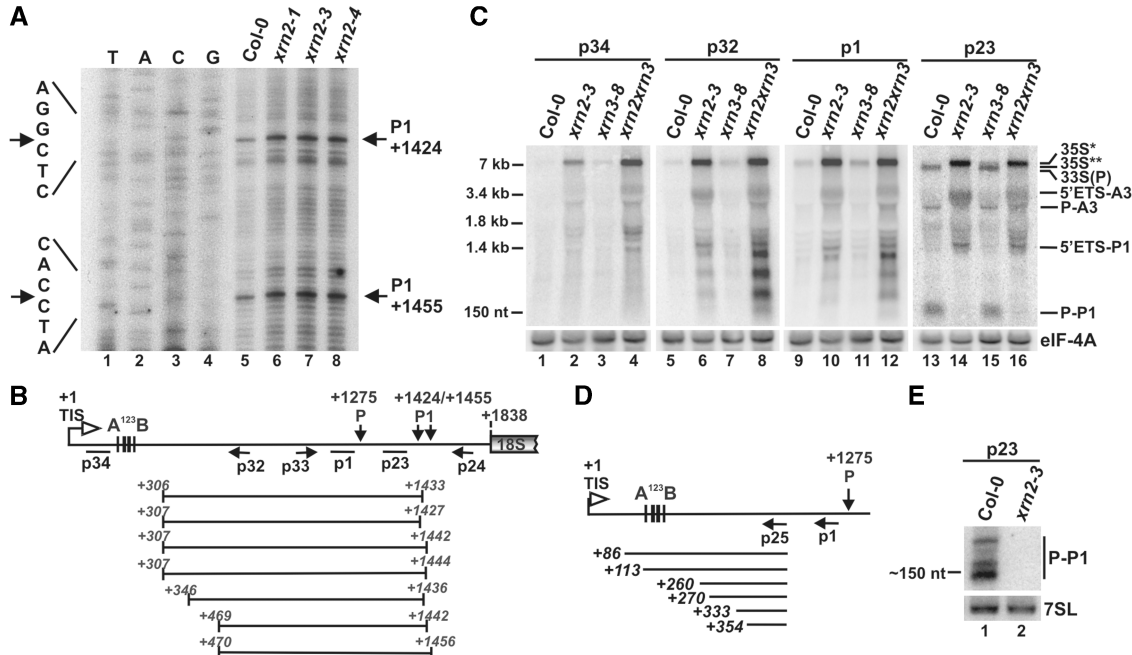 A
Col-0
xrn2-1
xrn2-3
xrn2-4
T A C G
A
G
G
C
T
C
P1
+1424
C
A
C
C
T
A
P1
+1455
1 2 3 4 5 6 7 8
C
p34 p32 p1 p23
Col-0 xrn2-3 xrn3-8 xrn2xrn3 Col-0 xrn2-3 xrn3-8 xrn2xrn3 Col-0 xrn2-3 xrn3-8 xrn2xrn3 Col-0 xrn2-3 xrn3-8 xrn2xrn3
7 kb
3.4 kb
1.8 kb
1.4 kb
150 nt
35S*
35S**
33S(P)
5'ETS-A3
P-A3
5'ETS-P1
P-P1
eIF-4A
1 2 3 4 5 6 7 8 9 10 11 12 13 14 15 16
B
+1
TIS
A¹²³B
+1275
P
+1424/+1455
P1
+1838
18S
p34 p32 p33 p1 p23 p24
+306 +1433
+307 +1427
+307 +1442
+307 +1444
+346 +1436
+469 +1442
+470 +1456
D
+1
TIS
A¹²³B
+1275
P
p25 p1
+86
+113
+260
+270
+333
+354
E
p23
Col-0
xrn2-3
~150 nt
P-P1
7SL
1 2